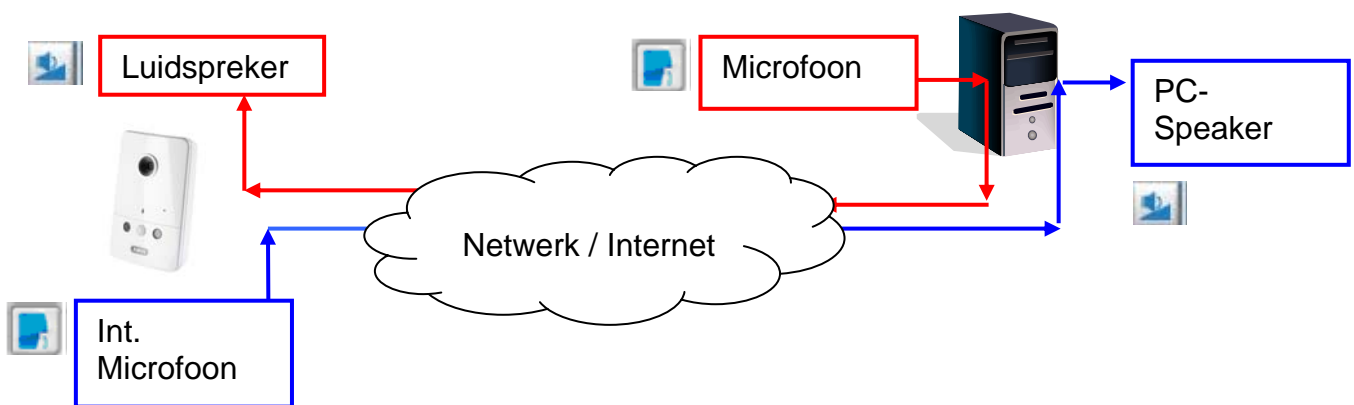 Luidspreker
Microfoon
PC-
Speaker
Netwerk / Internet
Int.
Microfoon